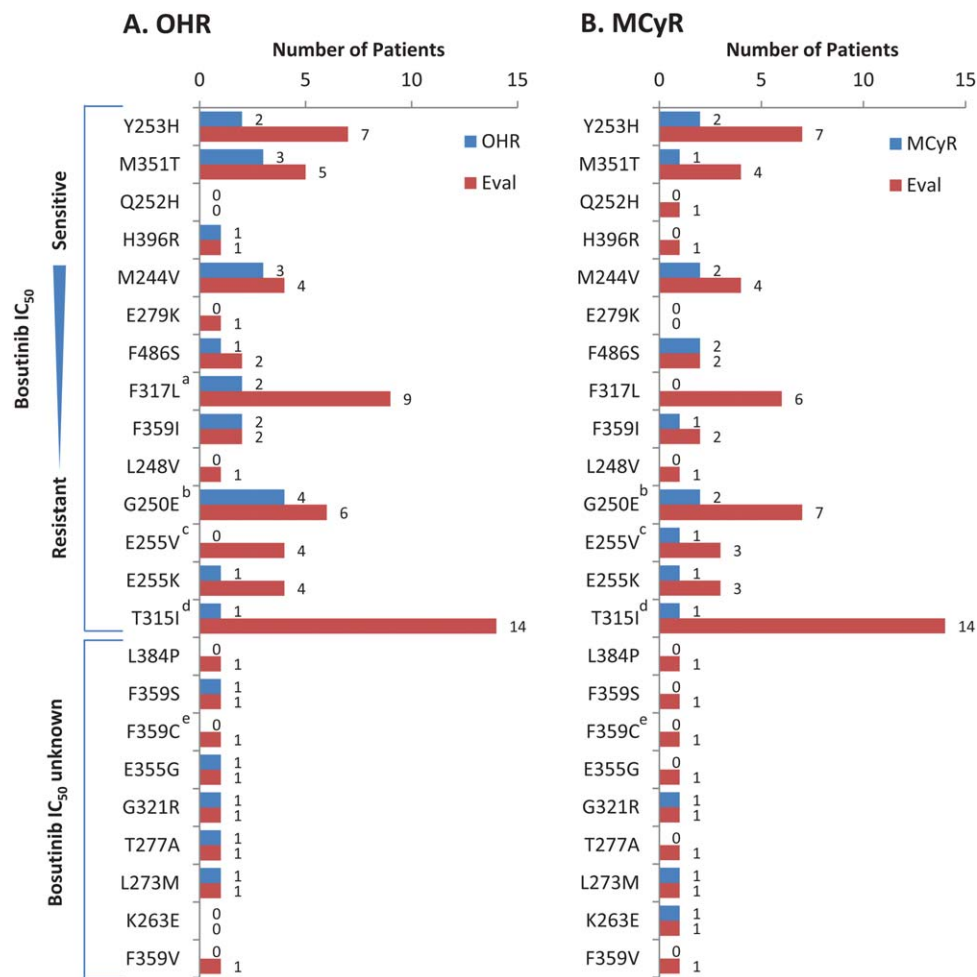 A. OHR
Number of Patients
0 5 10 15
Bosutinib IC50
Sensitive
Resistant
Y253H 2 7
M351T 3 5
Q252H 0 0
H396R 1 1
M244V 3 4
E279K 0 1
F486S 1 2
F317La 2 9
F359I 2 2
L248V 0 1
G250Eb 4 6
E255Vc 0 4
E255K 1 4
T315Id 1 14
Bosutinib IC50 unknown
L384P 0 1
F359S 1 1
F359Ce 0 1
E355G 1 1
G321R 1 1
T277A 1 1
L273M 1 1
K263E 0 0
F359V 0 1
OHR
Eval
B. MCyR
Number of Patients
0 5 10 15
Y253H 2 7
M351T 1 4
Q252H 0 1
H396R 0 1
M244V 2 4
E279K 0 0
F486S 2 2
F317L 0 6
F359I 1 2
L248V 0 1
G250Eb 2 7
E255Vc 1 3
E255K 1 3
T315Id 1 14
L384P 0 1
F359S 0 1
F359Ce 0 1
E355G 0 1
G321R 1 1
T277A 0 1
L273M 1 1
K263E 1 1
F359V 0 1
MCyR
Eval